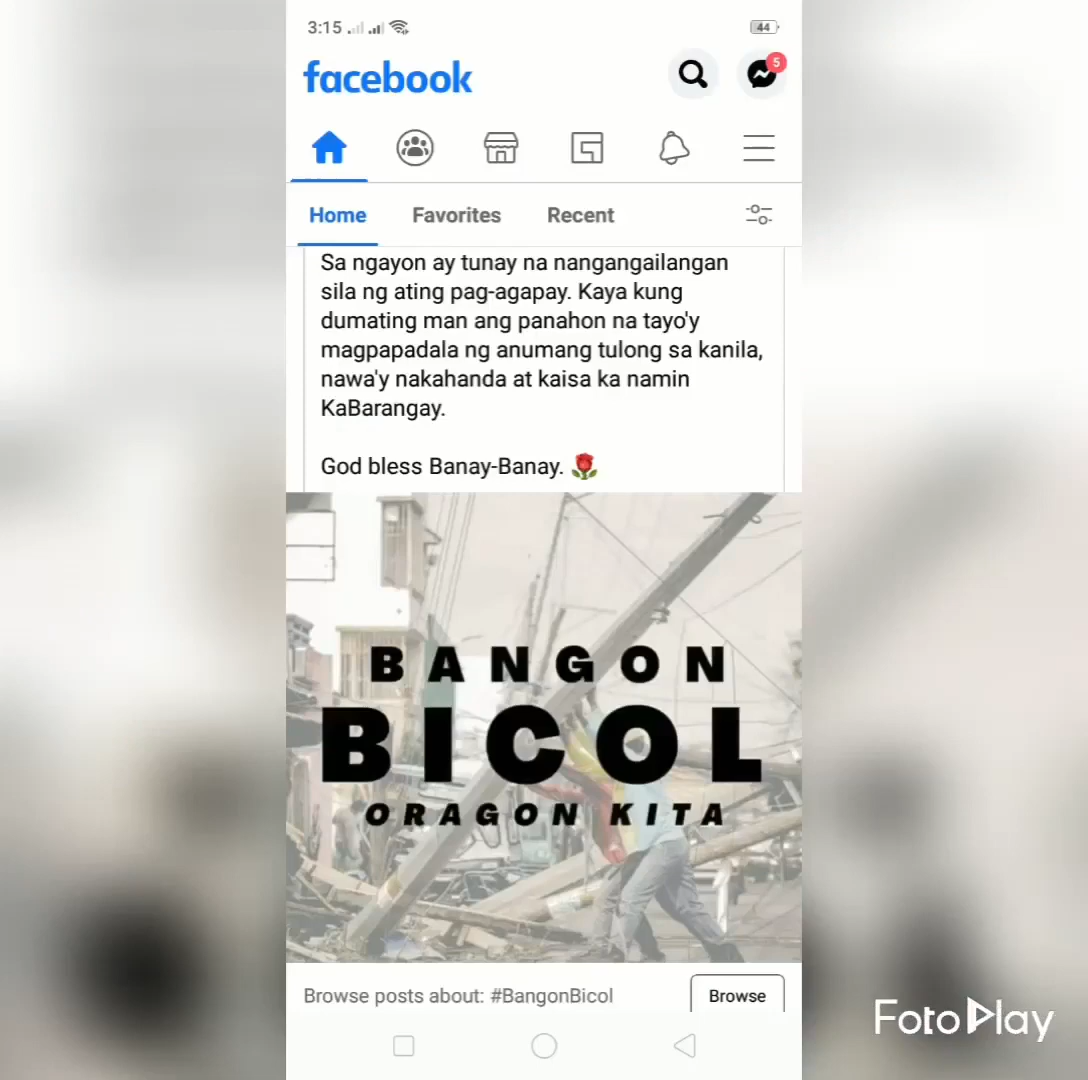 3:15
44
facebook
5
Home Favorites Recent
Sa ngayon ay tunay na nangangailangan
sila ng ating pag-agapay. Kaya kung
dumating man ang panahon na tayo'y
magpapadala ng anumang tulong sa kanila,
nawa'y nakahanda at kaisa ka namin
KaBarangay.
God bless Banay-Banay. 🌹
BANGON
BICOL
ORAGON KITA
Browse posts about: #BangonBicol Browse
FotoPlay